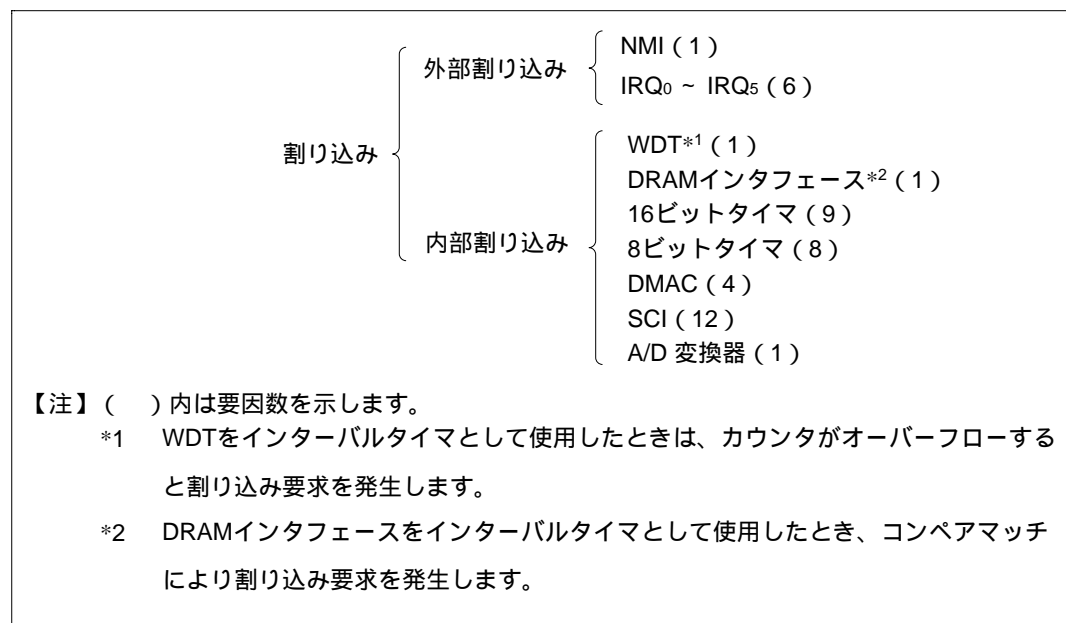 割り込み
外部割り込み
NMI（1）
IRQ₀ ~ IRQ₅（6）
内部割り込み
WDT*¹（1）
DRAMインタフェース*²（1）
16ビットタイマ（9）
8ビットタイマ（8）
DMAC（4）
SCI（12）
A/D 変換器（1）
【注】（　）内は要因数を示します。
*1 WDTをインターバルタイマとして使用したときは、カウンタがオーバーフローする
と割り込み要求を発生します。
*2 DRAMインタフェースをインターバルタイマとして使用したとき、コンペアマッチ
により割り込み要求を発生します。